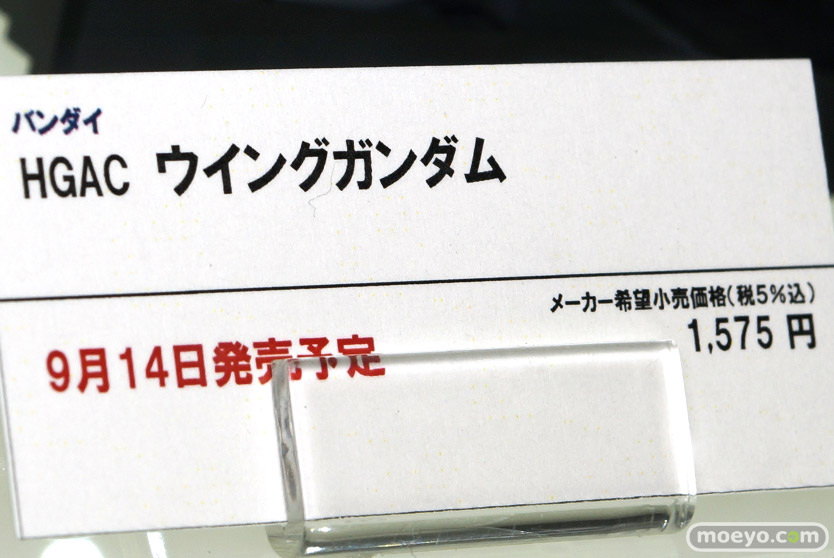 バンダイ
HGAC ウイングガンダム
メーカー希望小売価格(税5%込)
1,575 円
9月14日発売予定
moeyo.com